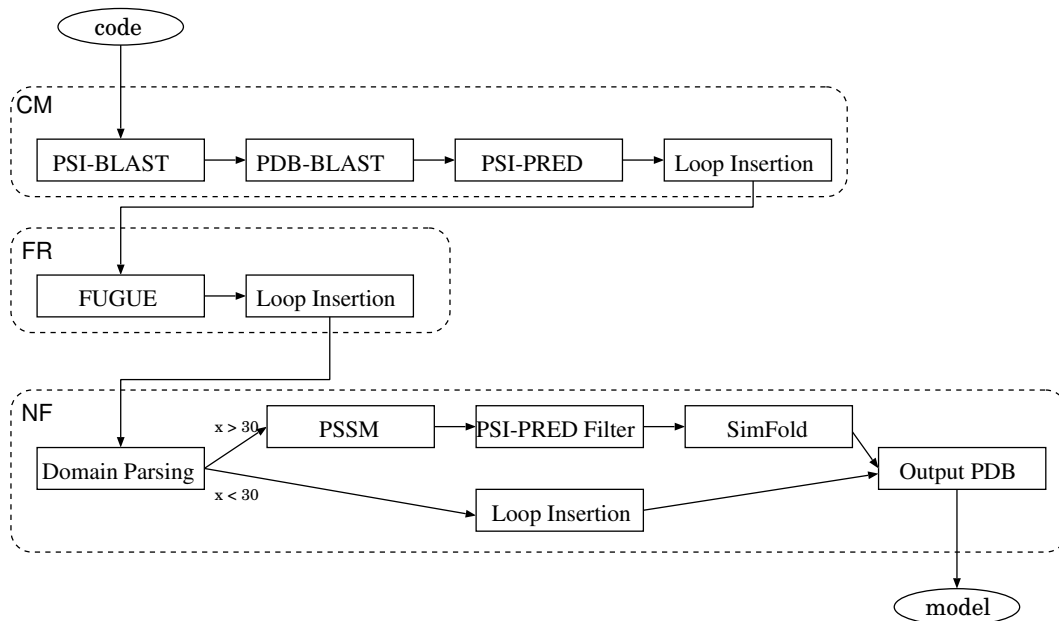 code
CM
PSI-BLAST
PDB-BLAST
PSI-PRED
Loop Insertion
FR
FUGUE
Loop Insertion
NF
x > 30
PSSM
PSI-PRED Filter
SimFold
Domain Parsing
Output PDB
x < 30
Loop Insertion
model